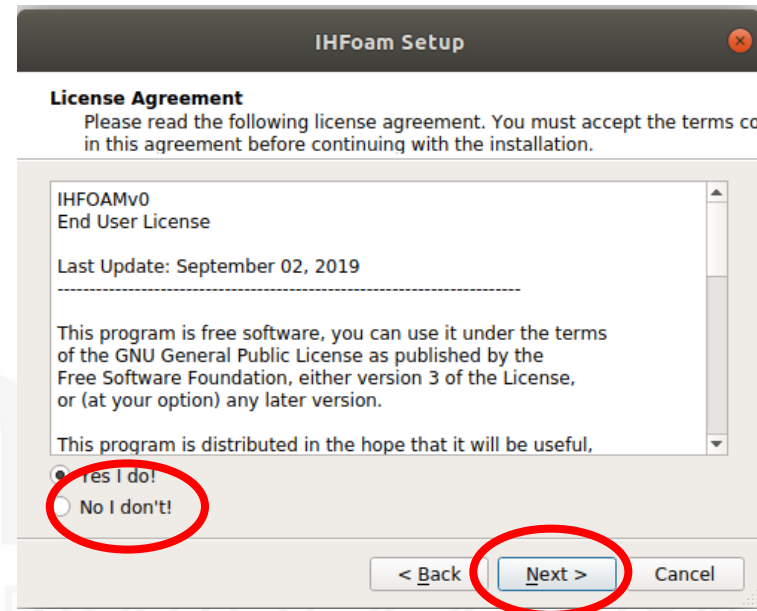 IHFoam Setup
License Agreement
Please read the following license agreement. You must accept the terms co
in this agreement before continuing with the installation.
IHFOAMv0
End User License
Last Update: September 02, 2019
------------------------------------------------------------------------
This program is free software, you can use it under the terms
of the GNU General Public License as published by the
Free Software Foundation, either version 3 of the License,
or (at your option) any later version.
This program is distributed in the hope that it will be useful,
Yes I do!
No I don't!
< Back
Next >
Cancel